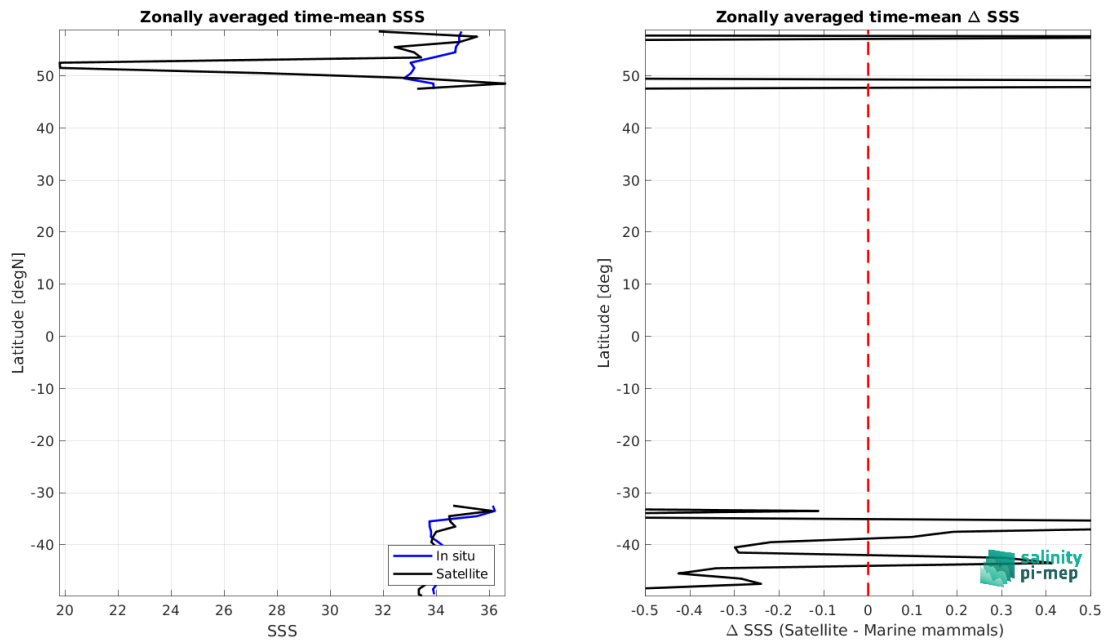 Zonally averaged time-mean SSS
Latitude [degN]
50
40
30
20
10
0
-10
-20
-30
-40
In situ
Satellite
20 22 24 26 28 30 32 34 36
SSS
Zonally averaged time-mean Δ SSS
Latitude [deg]
50
40
30
20
10
0
-10
-20
-30
-40
salinity
pi-mep
-0.5 -0.4 -0.3 -0.2 -0.1 0 0.1 0.2 0.3 0.4 0.5
Δ SSS (Satellite - Marine mammals)